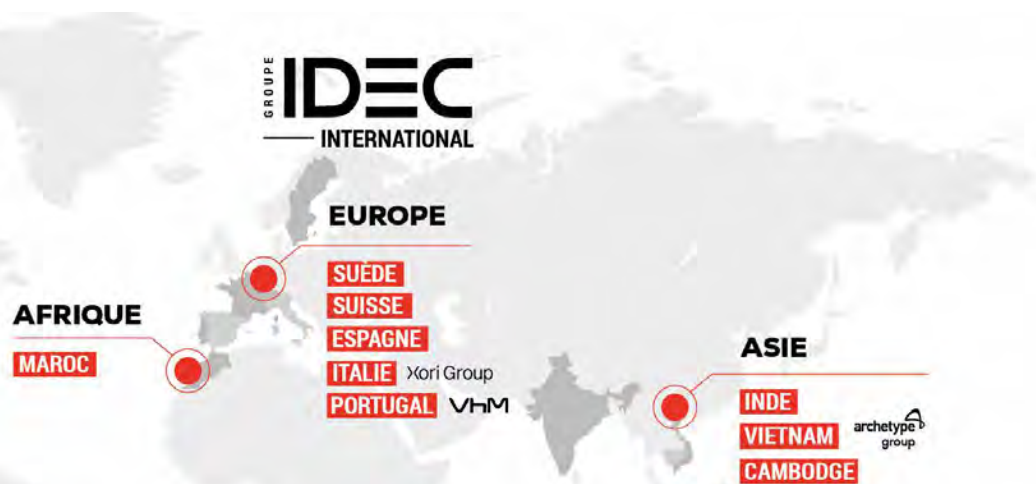 GROUPE
IDEC
INTERNATIONAL
EUROPE
SUÈDE
SUISSE
ESPAGNE
ITALIE Xori Group
PORTUGAL VhM
AFRIQUE
MAROC
ASIE
INDE
VIETNAM
archetype
group
CAMBODGE